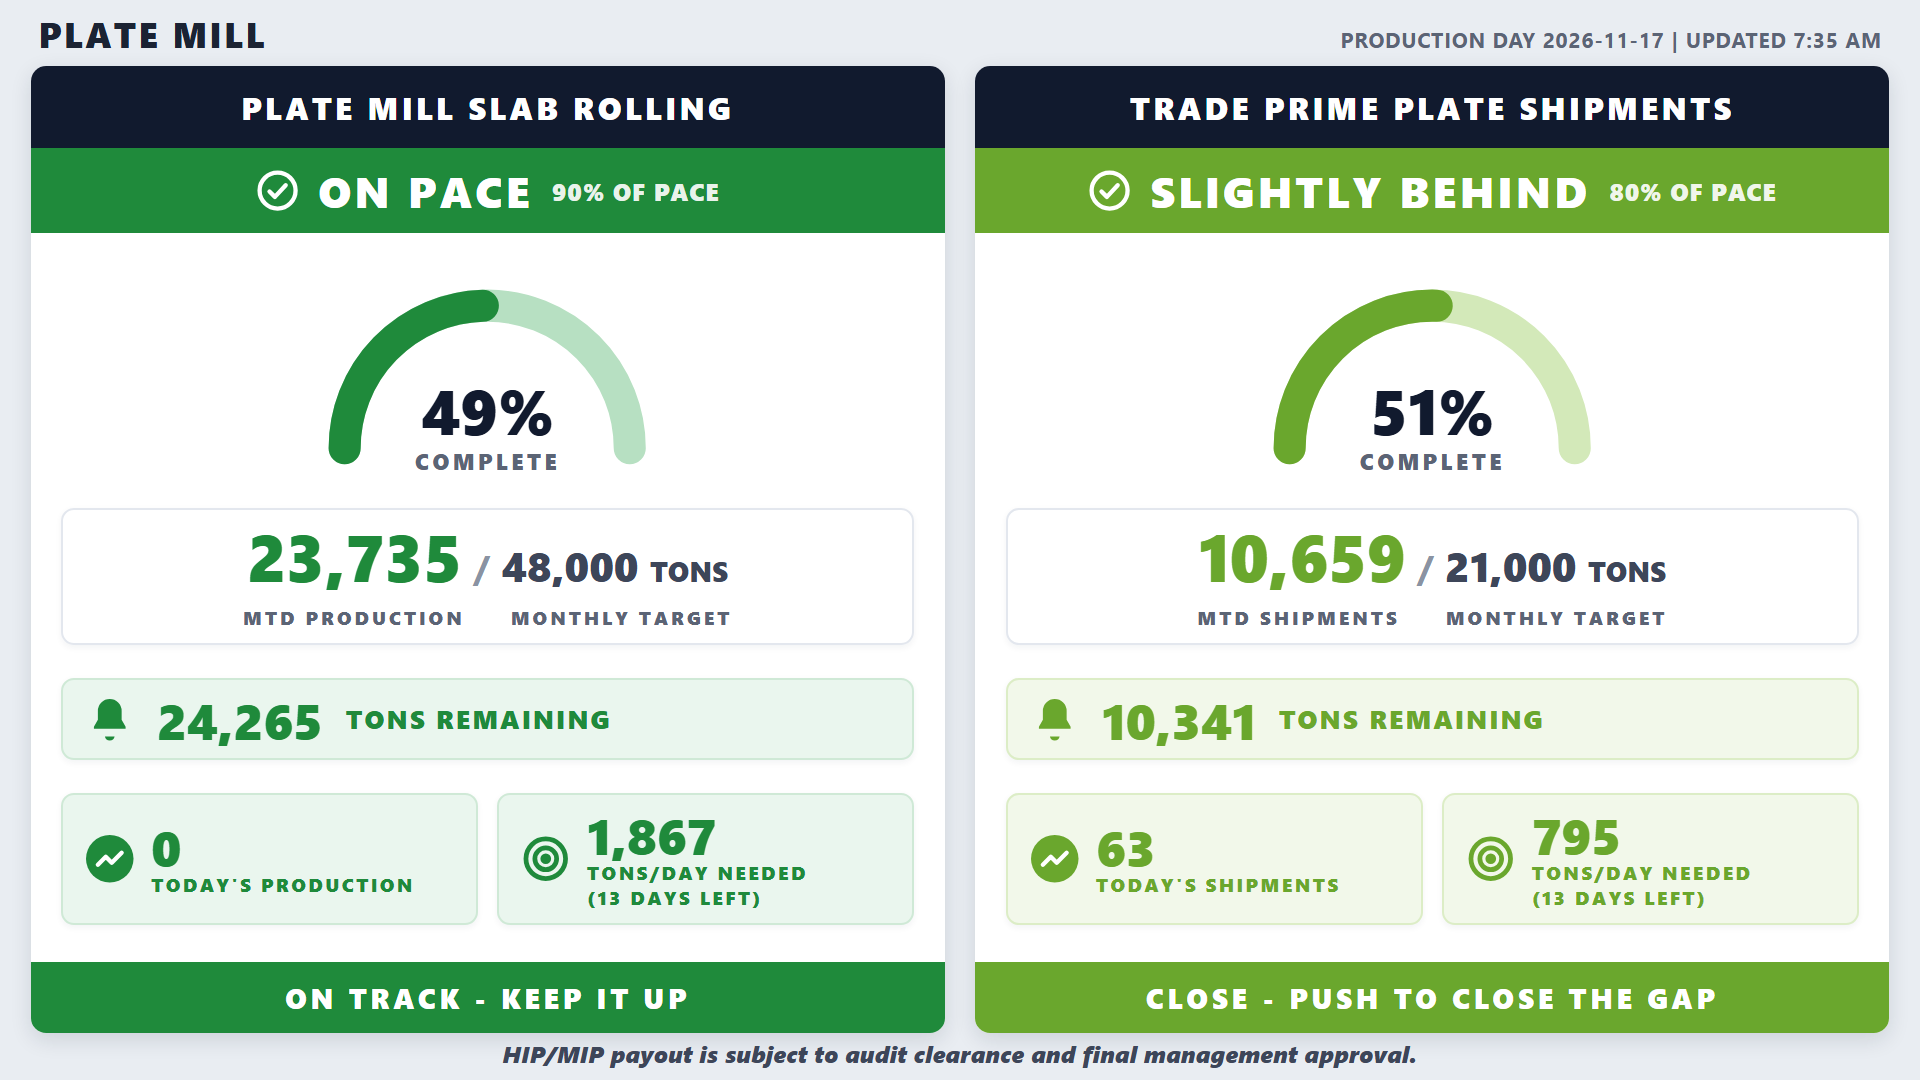 PLATE MILL
PRODUCTION DAY 2026-11-17 | UPDATED 7:35 AM
PLATE MILL SLAB ROLLING
ON PACE 90% OF PACE
49%
COMPLETE
23,735 / 48,000 TONS
MTD PRODUCTION MONTHLY TARGET
24,265 TONS REMAINING
0
TODAY'S PRODUCTION
1,867
TONS/DAY NEEDED
(13 DAYS LEFT)
ON TRACK - KEEP IT UP
TRADE PRIME PLATE SHIPMENTS
SLIGHTLY BEHIND 80% OF PACE
51%
COMPLETE
10,659 / 21,000 TONS
MTD SHIPMENTS MONTHLY TARGET
10,341 TONS REMAINING
63
TODAY'S SHIPMENTS
795
TONS/DAY NEEDED
(13 DAYS LEFT)
CLOSE - PUSH TO CLOSE THE GAP
HIP/MIP payout is subject to audit clearance and final management approval.